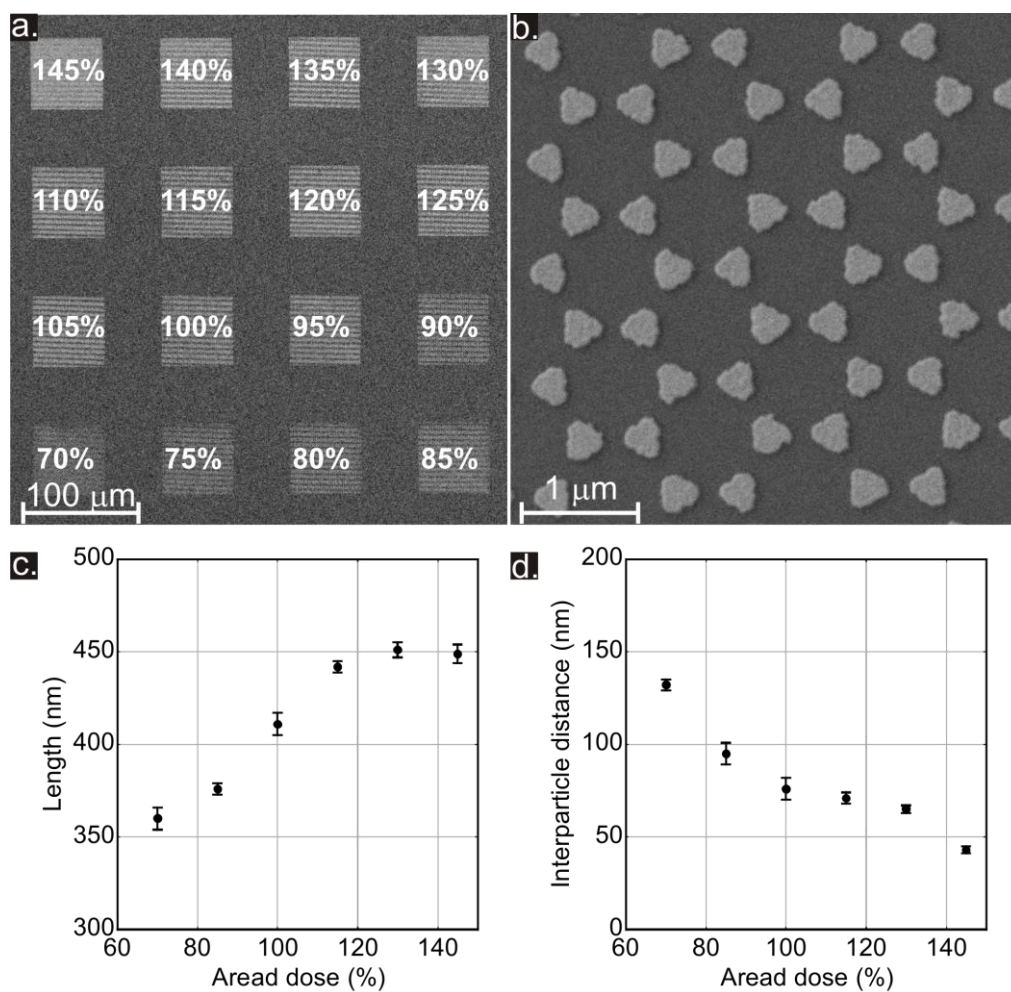 a.
145% 140% 135% 130%
110% 115% 120% 125%
105% 100% 95% 90%
70% 75% 80% 85%
100 μm
b.
1 μm
c.
500
450
400
350
300
Length (nm)
60 80 100 120 140
Aread dose (%)
d.
200
150
100
50
0
Interparticle distance (nm)
60 80 100 120 140
Aread dose (%)